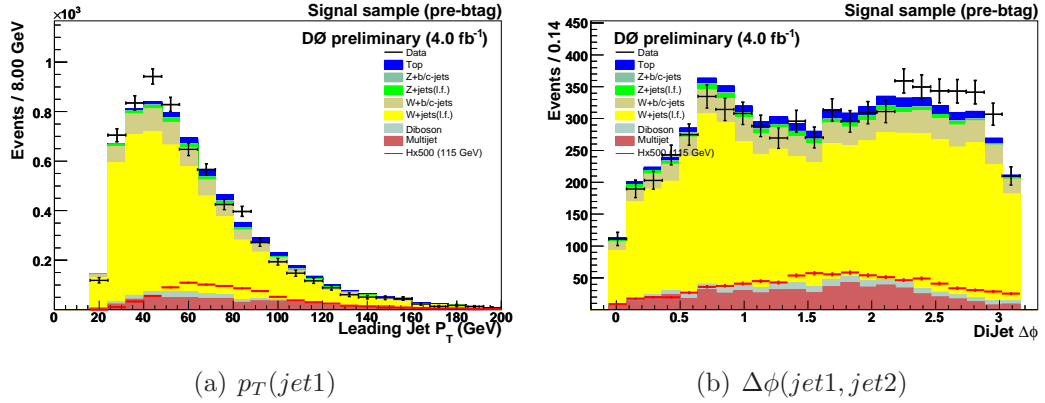 Signal sample (pre-btag)
×10³
DØ preliminary (4.0 fb⁻¹)
Data
Top
Z+b/c-jets
Z+jets(l.f.)
W+b/c-jets
W+jets(l.f.)
Diboson
Multijet
Hx500 (115 GeV)
Events / 8.00 GeV
1
0.8
0.6
0.4
0.2
0 20 40 60 80 100 120 140 160 180 200
Leading Jet P_T (GeV)
(a) p_T(jet1)
Signal sample (pre-btag)
DØ preliminary (4.0 fb⁻¹)
Data
Top
Z+b/c-jets
Z+jets(l.f.)
W+b/c-jets
W+jets(l.f.)
Diboson
Multijet
Hx500 (115 GeV)
Events / 0.14
450
400
350
300
250
200
150
100
50
0 0.5 1 1.5 2 2.5 3
DiJet Δϕ
(b) Δϕ(jet1, jet2)